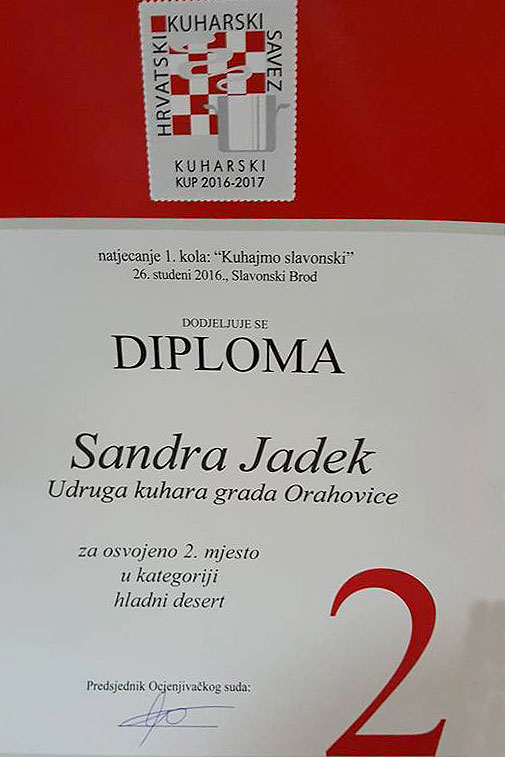 HRVATSKI
KUHARSKI
SAVEZ
KUHARSKI
KUP 2016-2017
natjecanje 1. kola: “Kuhajmo slavonski”
26. studeni 2016., Slavonski Brod
DODJELJUJE SE
DIPLOMA
Sandra Jadek
Udruga kuhara grada Orahovice
za osvojeno 2. mjesto
u kategoriji
hladni desert
2
Predsjednik Ocjenjivačkog suda: